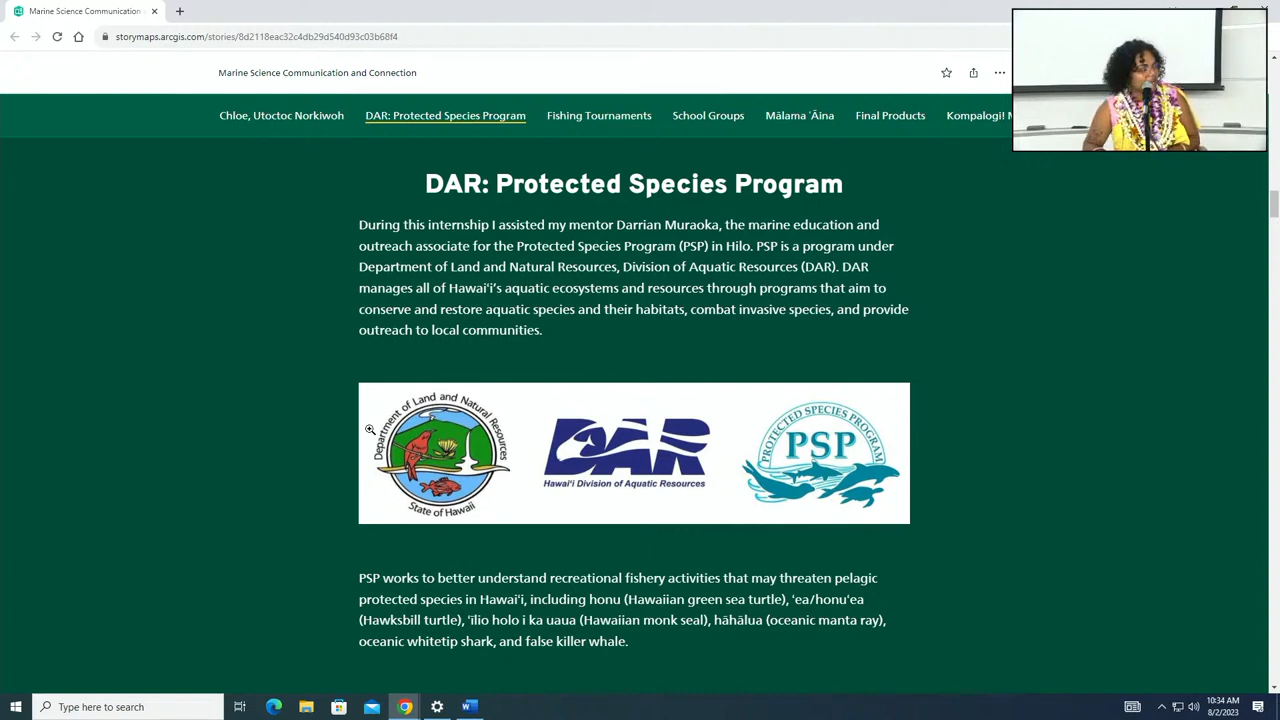 Marine Science Communication
storymaps.arcgis.com/stories/8d2118eac32c4db29d540d93c03b68f4
Marine Science Communication and Connection
Chloe, Utoctoc Norkiwoh
DAR: Protected Species Program
Fishing Tournaments
School Groups
Mālama ʻĀina
Final Products
Kompalogi! M
DAR: Protected Species Program
During this internship I assisted my mentor Darrian Muraoka, the marine education and
outreach associate for the Protected Species Program (PSP) in Hilo. PSP is a program under
Department of Land and Natural Resources, Division of Aquatic Resources (DAR). DAR
manages all of Hawaiʻi’s aquatic ecosystems and resources through programs that aim to
conserve and restore aquatic species and their habitats, combat invasive species, and provide
outreach to local communities.
Department of Land and Natural Resources
State of Hawaii
DAR
Hawaiʻi Division of Aquatic Resources
PROTECTED SPECIES PROGRAM
PSP
PSP works to better understand recreational fishery activities that may threaten pelagic
protected species in Hawaiʻi, including honu (Hawaiian green sea turtle), ʻea/honuʻea
(Hawksbill turtle), ʻīlio holo i ka uaua (Hawaiian monk seal), hāhālua (oceanic manta ray),
oceanic whitetip shark, and false killer whale.
Type here to search
10:34 AM
8/2/2023